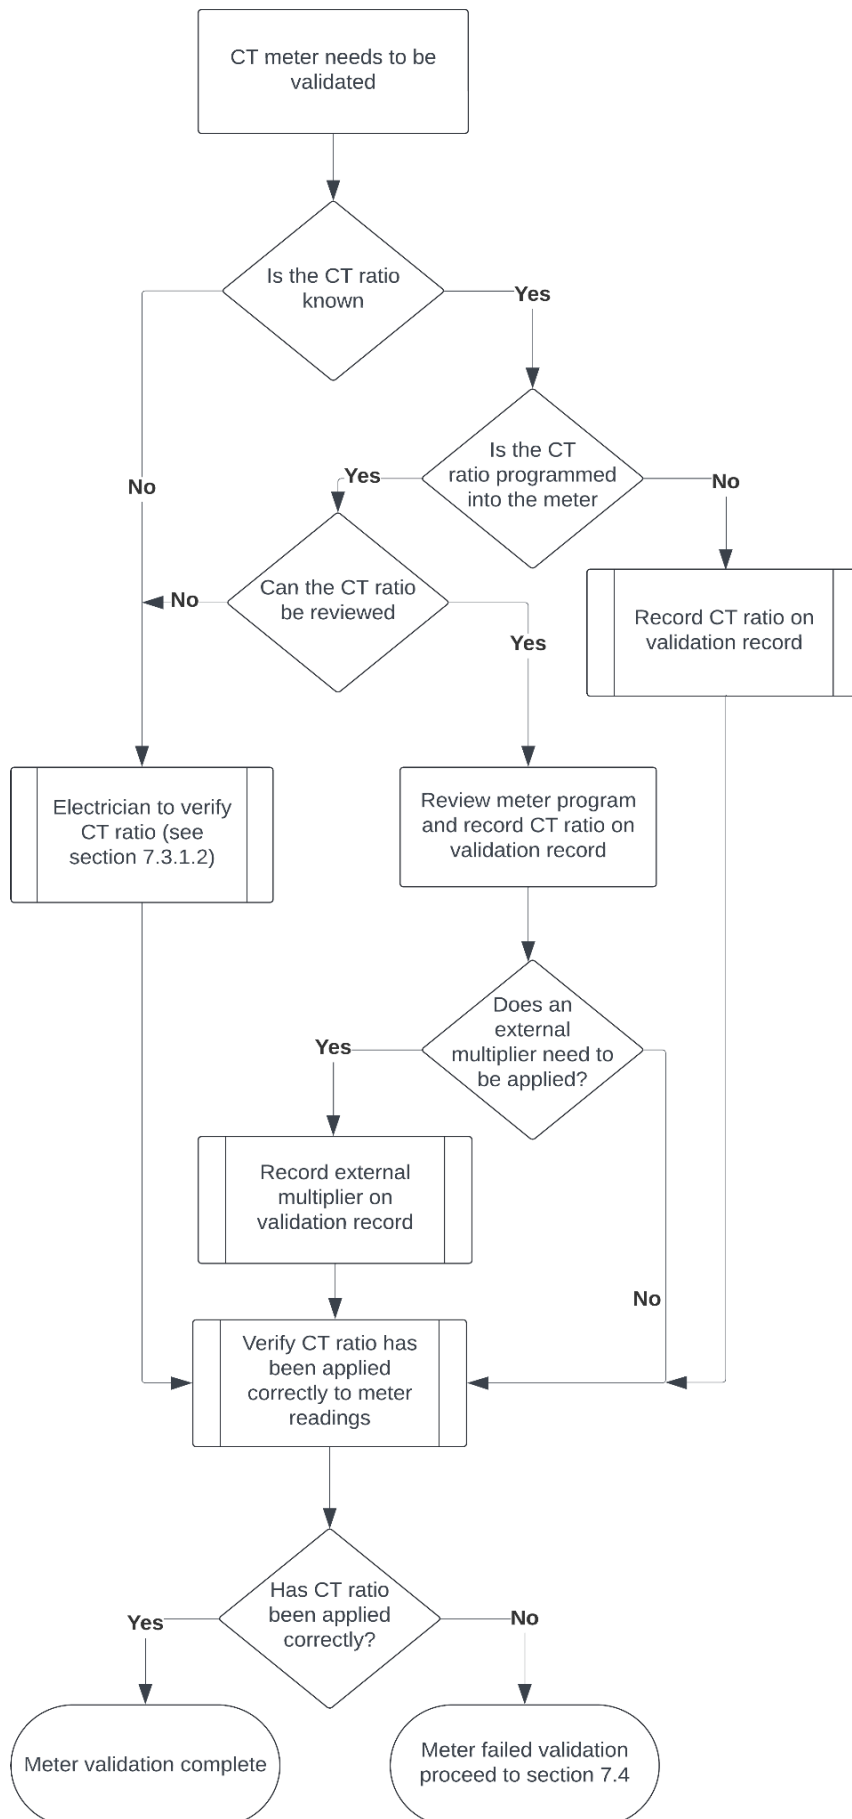 CT meter needs to be
validated
Is the CT ratio
known
Yes
No
Is the CT
ratio programmed
into the meter
Yes
No
Can the CT ratio
be reviewed
No
Yes
Record CT ratio on
validation record
Electrician to verify
CT ratio (see
section 7.3.1.2)
Review meter program
and record CT ratio on
validation record
Does an
external
multiplier need to
be applied?
Yes
No
Record external
multiplier on
validation record
Verify CT ratio has
been applied
correctly to meter
readings
Has CT ratio
been applied
correctly?
Yes
No
Meter validation complete
Meter failed validation
proceed to section 7.4